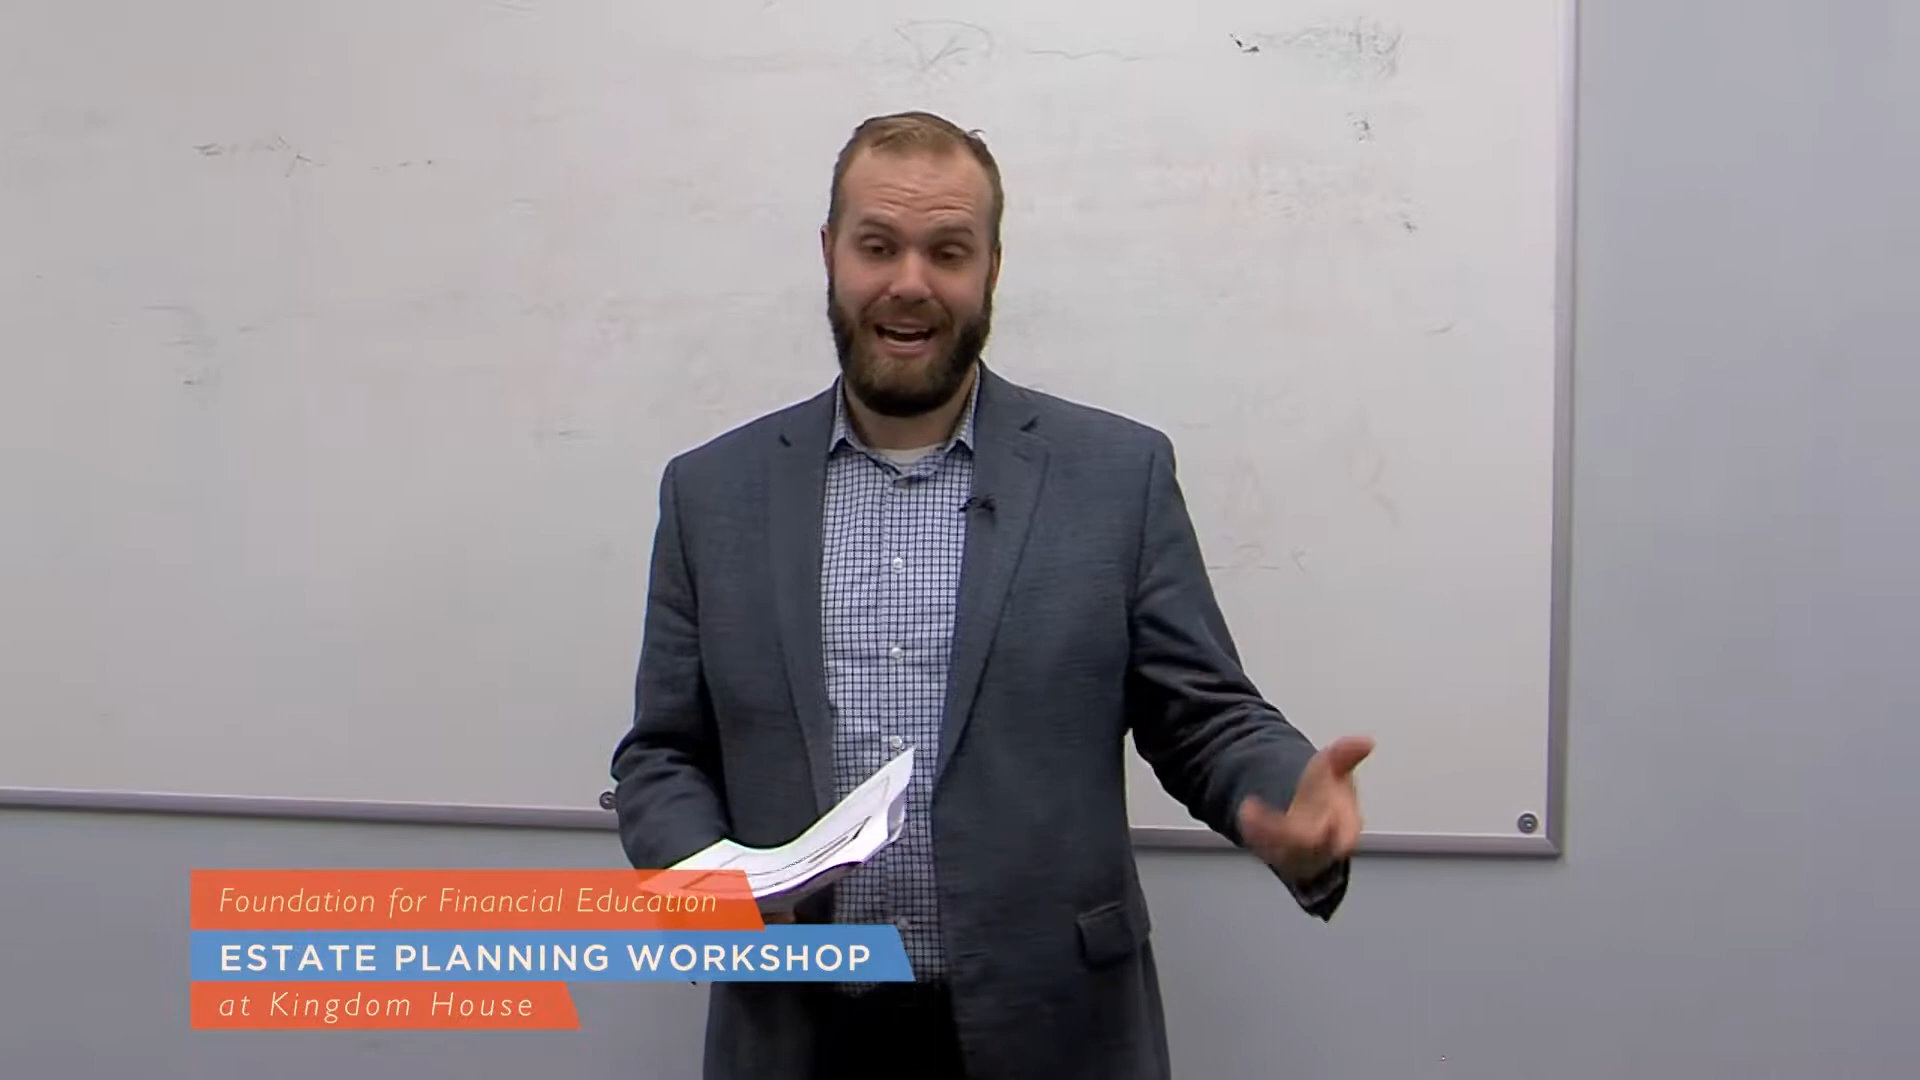 Foundation for Financial Education
ESTATE PLANNING WORKSHOP
at Kingdom House